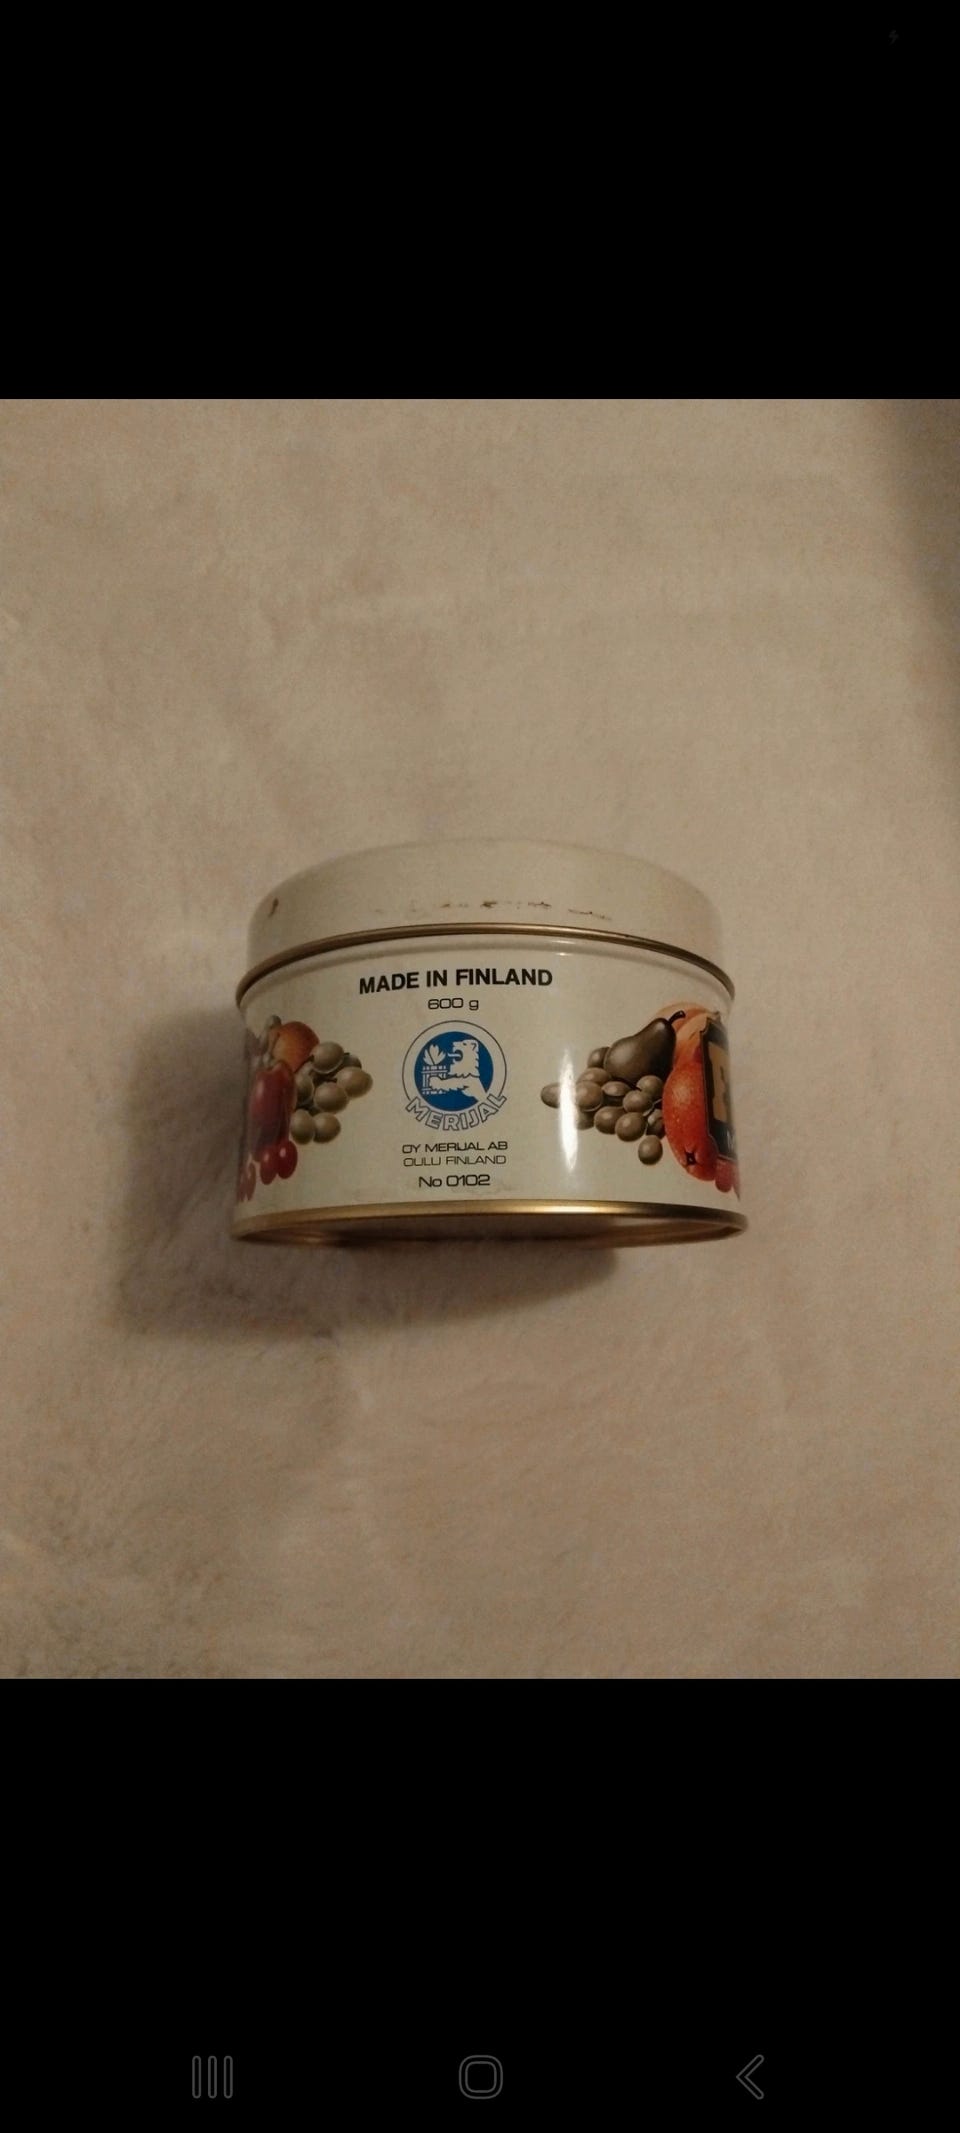 MADE IN FINLAND
600 g
MERIJAL
OY MERIJAL AB
OULU FINLAND
No 0102